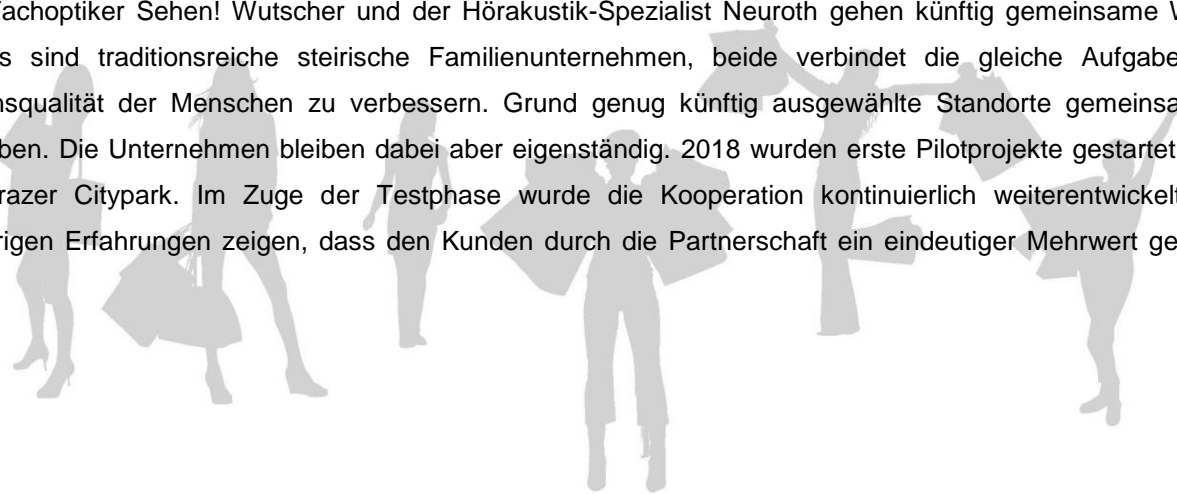 achoptiker Sehen! Wutscher und der Hörakustik-Spezialist Neuroth gehen künftig gemeinsame
s sind traditionsreiche steirische Familienunternehmen, beide verbindet die gleiche Aufgabe
nsqualität der Menschen zu verbessern. Grund genug künftig ausgewählte Standorte gemeinsa
ben. Die Unternehmen bleiben dabei aber eigenständig. 2018 wurden erste Pilotprojekte gestartet
razer Citypark. Im Zuge der Testphase wurde die Kooperation kontinuierlich weiterentwickelt
rigen Erfahrungen zeigen, dass den Kunden durch die Partnerschaft ein eindeutiger Mehrwert ge